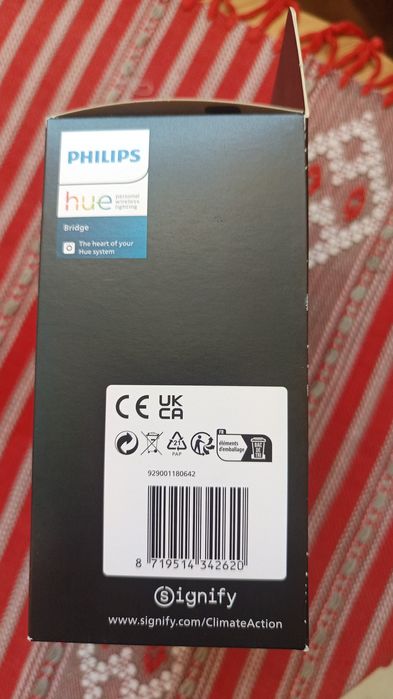 PHILIPS
hue personal wireless lighting
Bridge
The heart of your
Hue system
CE UK CA
21
PAP
FR
éléments
d'emballage
929001180642
8 719514 342620
Signify
www.signify.com/ClimateAction